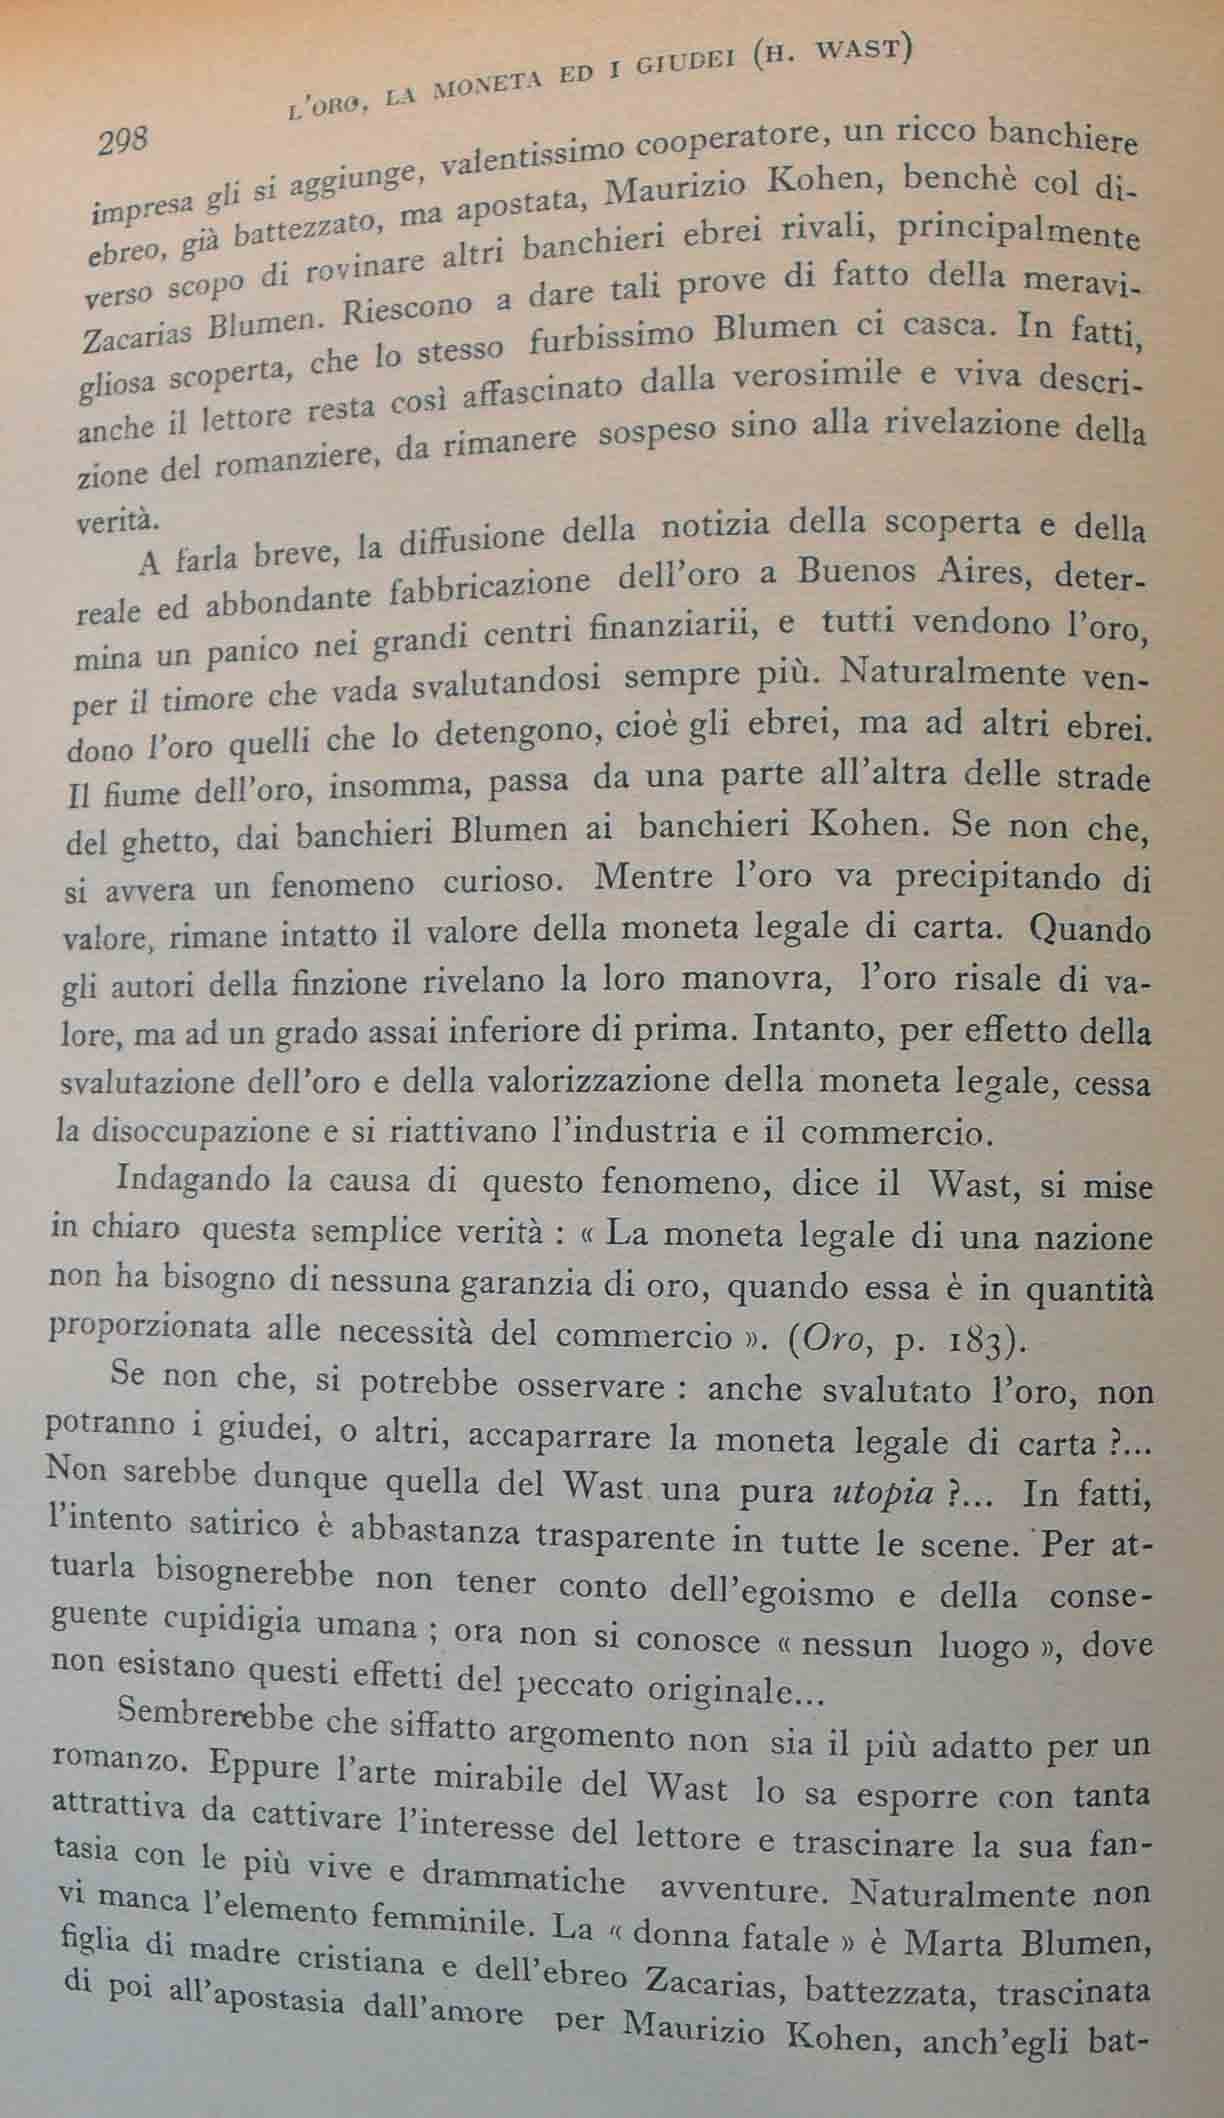 298
L'ORO, LA MONETA ED I GIUDEI (H. WAST)
impresa gli si aggiunge, valentissimo cooperatore, un ricco banchiere
ebreo, già battezzato, ma apostata, Maurizio Kohen, benchè col di-
verso scopo di rovinare altri banchieri ebrei rivali, principalmente
Zacarias Blumen. Riescono a dare tali prove di fatto della meravi-
gliosa scoperta, che lo stesso furbissimo Blumen ci casca. In fatti,
anche il lettore resta così affascinato dalla verosimile e viva descri-
zione del romanziere, da rimanere sospeso sino alla rivelazione della
verità.
A farla breve, la diffusione della notizia della scoperta e della
reale ed abbondante fabbricazione dell'oro a Buenos Aires, deter-
mina un panico nei grandi centri finanziarii, e tutti vendono l'oro,
per il timore che vada svalutandosi sempre più. Naturalmente ven-
dono l'oro quelli che lo detengono, cioè gli ebrei, ma ad altri ebrei.
Il fiume dell'oro, insomma, passa da una parte all'altra delle strade
del ghetto, dai banchieri Blumen ai banchieri Kohen. Se non che,
si avvera un fenomeno curioso. Mentre l'oro va precipitando di
valore, rimane intatto il valore della moneta legale di carta. Quando
gli autori della finzione rivelano la loro manovra, l'oro risale di va-
lore, ma ad un grado assai inferiore di prima. Intanto, per effetto della
svalutazione dell'oro e della valorizzazione della moneta legale, cessa
la disoccupazione e si riattivano l'industria e il commercio.
Indagando la causa di questo fenomeno, dice il Wast, si mise
in chiaro questa semplice verità : « La moneta legale di una nazione
non ha bisogno di nessuna garanzia di oro, quando essa è in quantità
proporzionata alle necessità del commercio ». (Oro, p. 183).
Se non che, si potrebbe osservare : anche svalutato l'oro, non
potranno i giudei, o altri, accaparrare la moneta legale di carta ?...
Non sarebbe dunque quella del Wast una pura utopia ?... In fatti,
l'intento satirico è abbastanza trasparente in tutte le scene. Per at-
tuarla bisognerebbe non tener conto dell'egoismo e della conse-
guente cupidigia umana ; ora non si conosce « nessun luogo », dove
non esistano questi effetti del peccato originale...
Sembrerebbe che siffatto argomento non sia il più adatto per un
romanzo. Eppure l'arte mirabile del Wast lo sa esporre con tanta
attrattiva da cattivare l'interesse del lettore e trascinare la sua fan-
tasia con le più vive e drammatiche avventure. Naturalmente non
vi manca l'elemento femminile. La « donna fatale » è Marta Blumen,
figlia di madre cristiana e dell'ebreo Zacarias, battezzata, trascinata
di poi all'apostasia dall'amore per Maurizio Kohen, anch'egli bat-